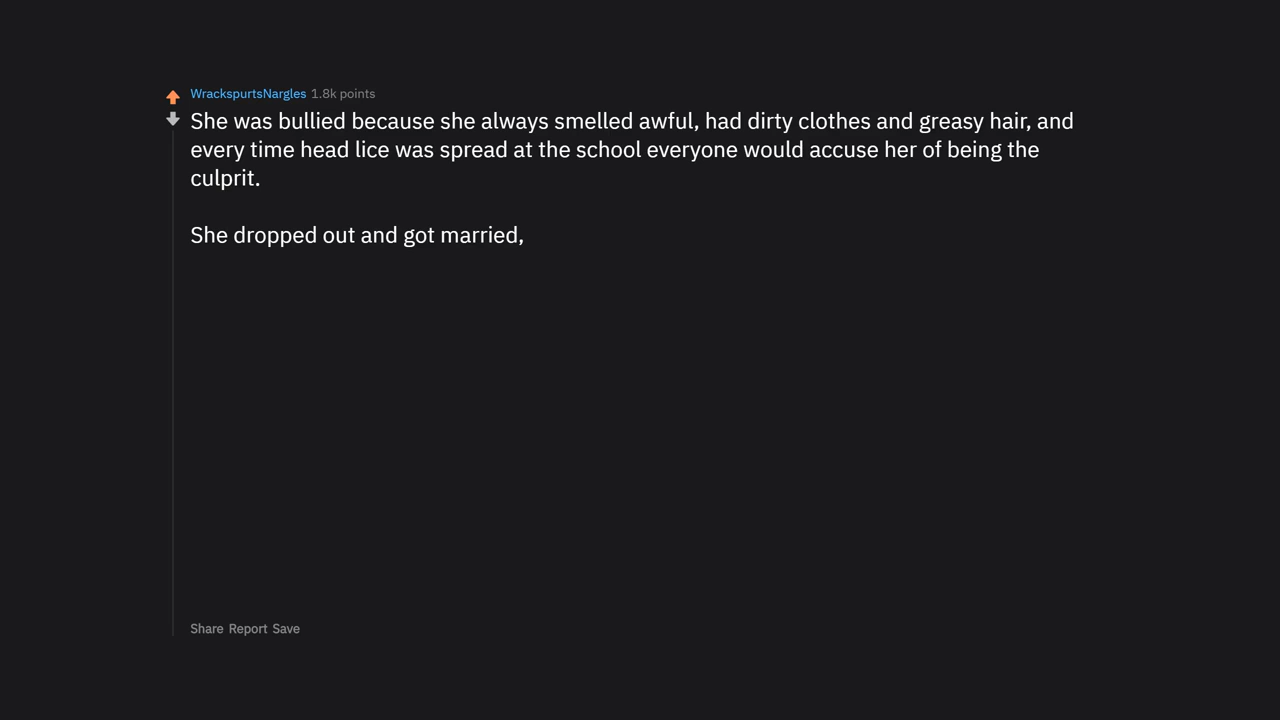 WrackspurtsNargles 1.8k points
She was bullied because she always smelled awful, had dirty clothes and greasy hair, and
every time head lice was spread at the school everyone would accuse her of being the
culprit.
She dropped out and got married,
Share Report Save